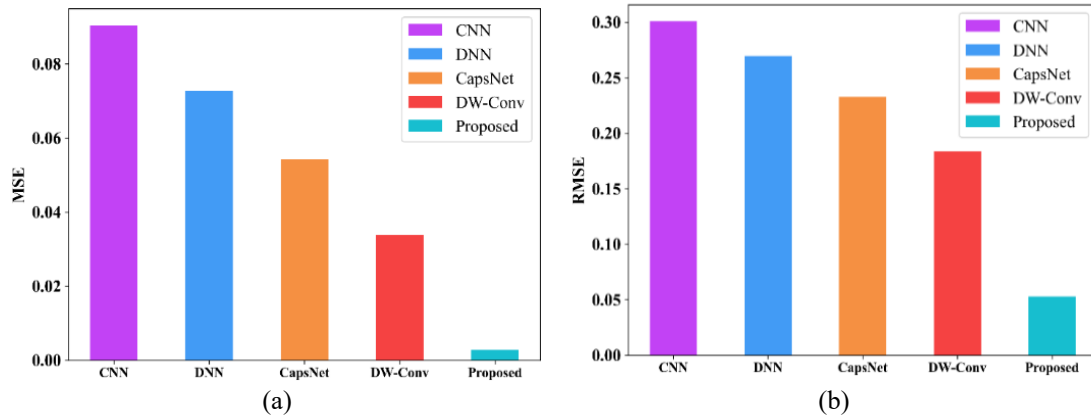 MSE
0.08
0.06
0.04
0.02
0.00
CNN
DNN
CapsNet
DW-Conv
Proposed
CNN DNN CapsNet DW-Conv Proposed
(a)
RMSE
0.30
0.25
0.20
0.15
0.10
0.05
0.00
CNN
DNN
CapsNet
DW-Conv
Proposed
CNN DNN CapsNet DW-Conv Proposed
(b)